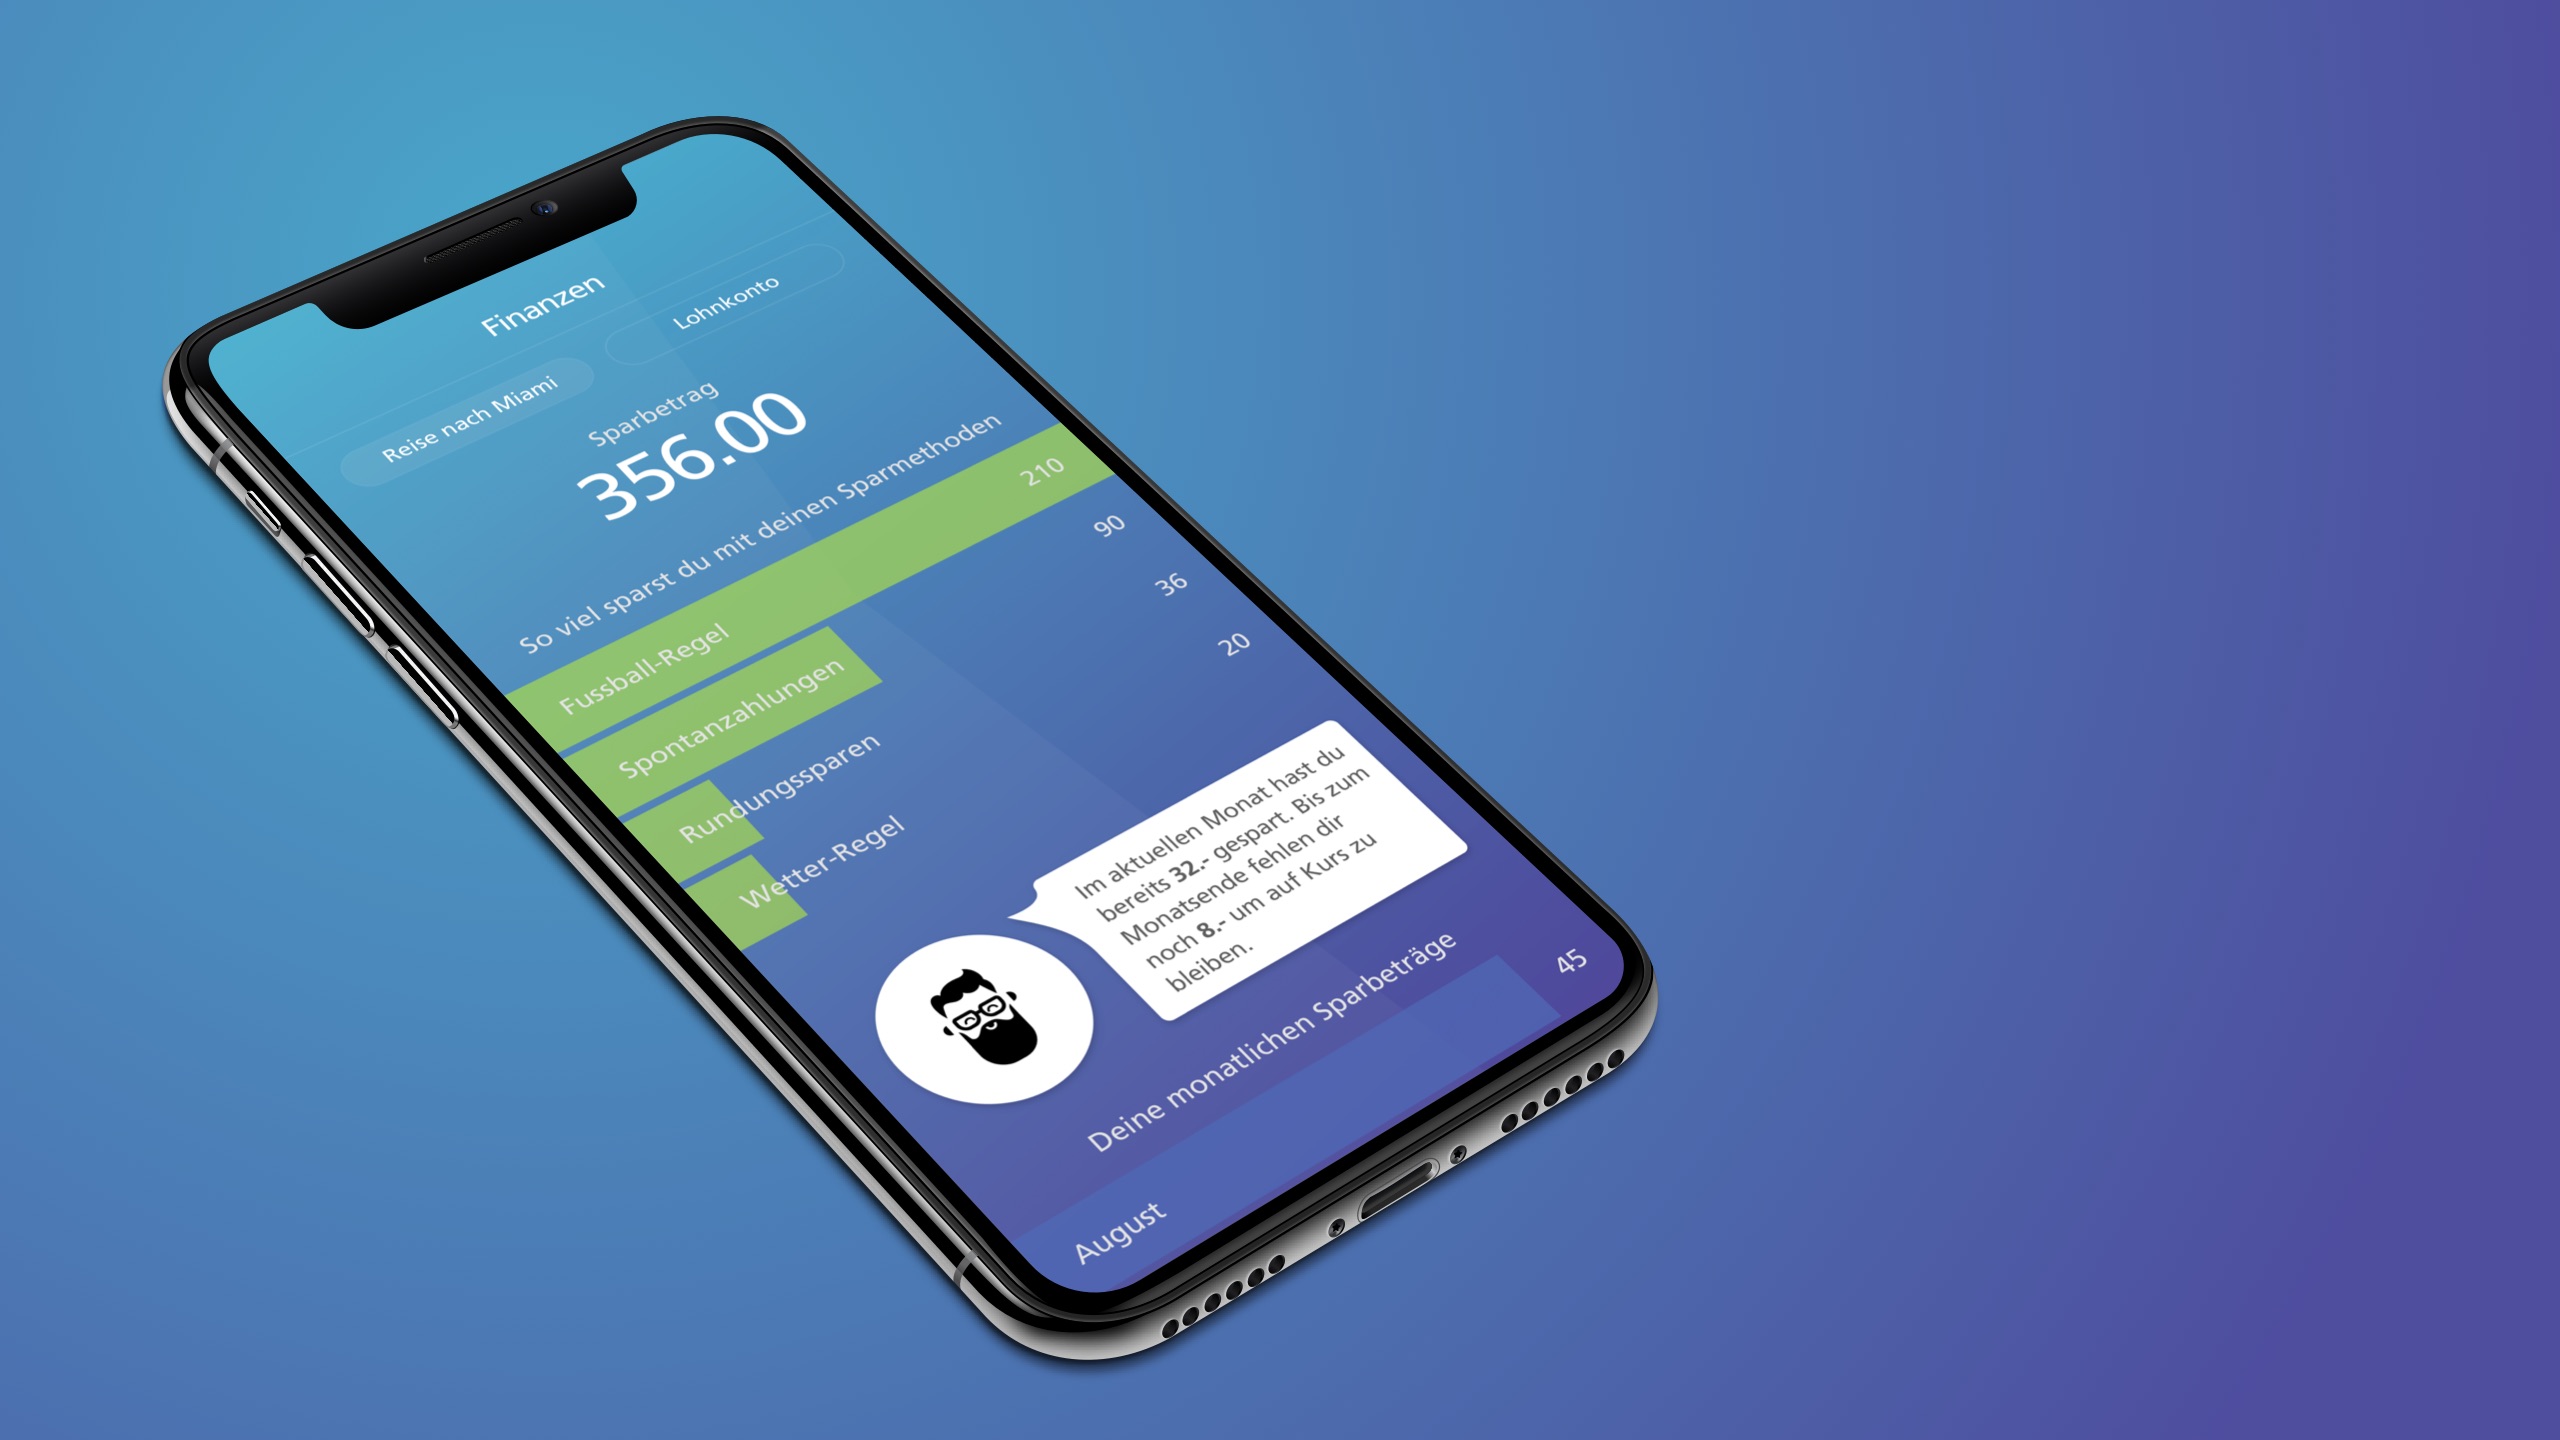 Finanzen
Reise nach Miami
Lohnkonto
Sparbetrag
356.00
So viel sparst du mit deinen Sparmethoden
Fussball-Regel 210
Spontanzahlungen 90
Rundungssparen 36
Wetter-Regel 20
Im aktuellen Monat hast du
bereits 32.- gespart. Bis zum
Monatsende fehlen dir
noch 8.- um auf Kurs zu
bleiben.
Deine monatlichen Sparbeträge
August 45